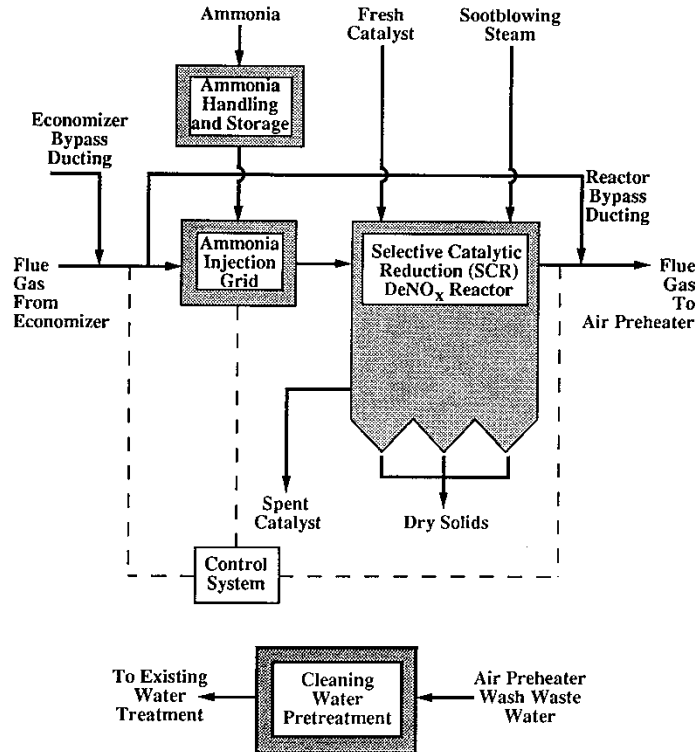 Ammonia
Fresh
Catalyst
Sootblowing
Steam
Ammonia
Handling
and Storage
Economizer
Bypass
Ducting
Reactor
Bypass
Ducting
Flue
Gas
From
Economizer
Ammonia
Injection
Grid
Selective Catalytic
Reduction (SCR)
DeNOx Reactor
Flue
Gas
To
Air Preheater
Spent
Catalyst
Dry Solids
Control
System
To Existing
Water
Treatment
Cleaning
Water
Pretreatment
Air Preheater
Wash Waste
Water